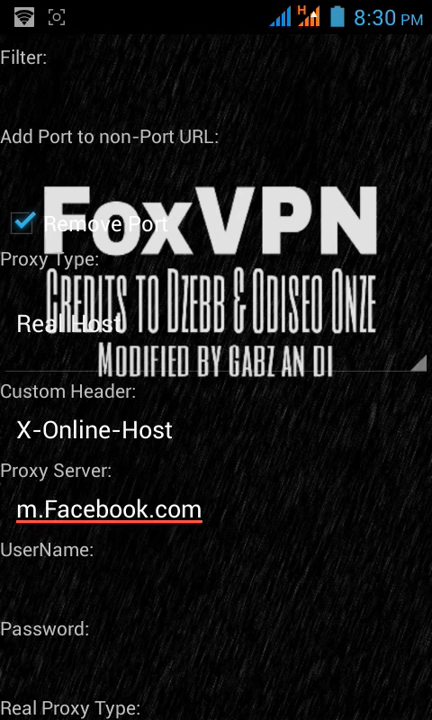 H
8:30 PM
Filter:
Add Port to non-Port URL:
FoxVPN
Remove Port
Proxy Type:
Credits to Dzebb & Odiseo Onze
Real Host
Modified by GABZ AN DI
Custom Header:
X-Online-Host
Proxy Server:
m.Facebook.com
UserName:
Password:
Real Proxy Type: